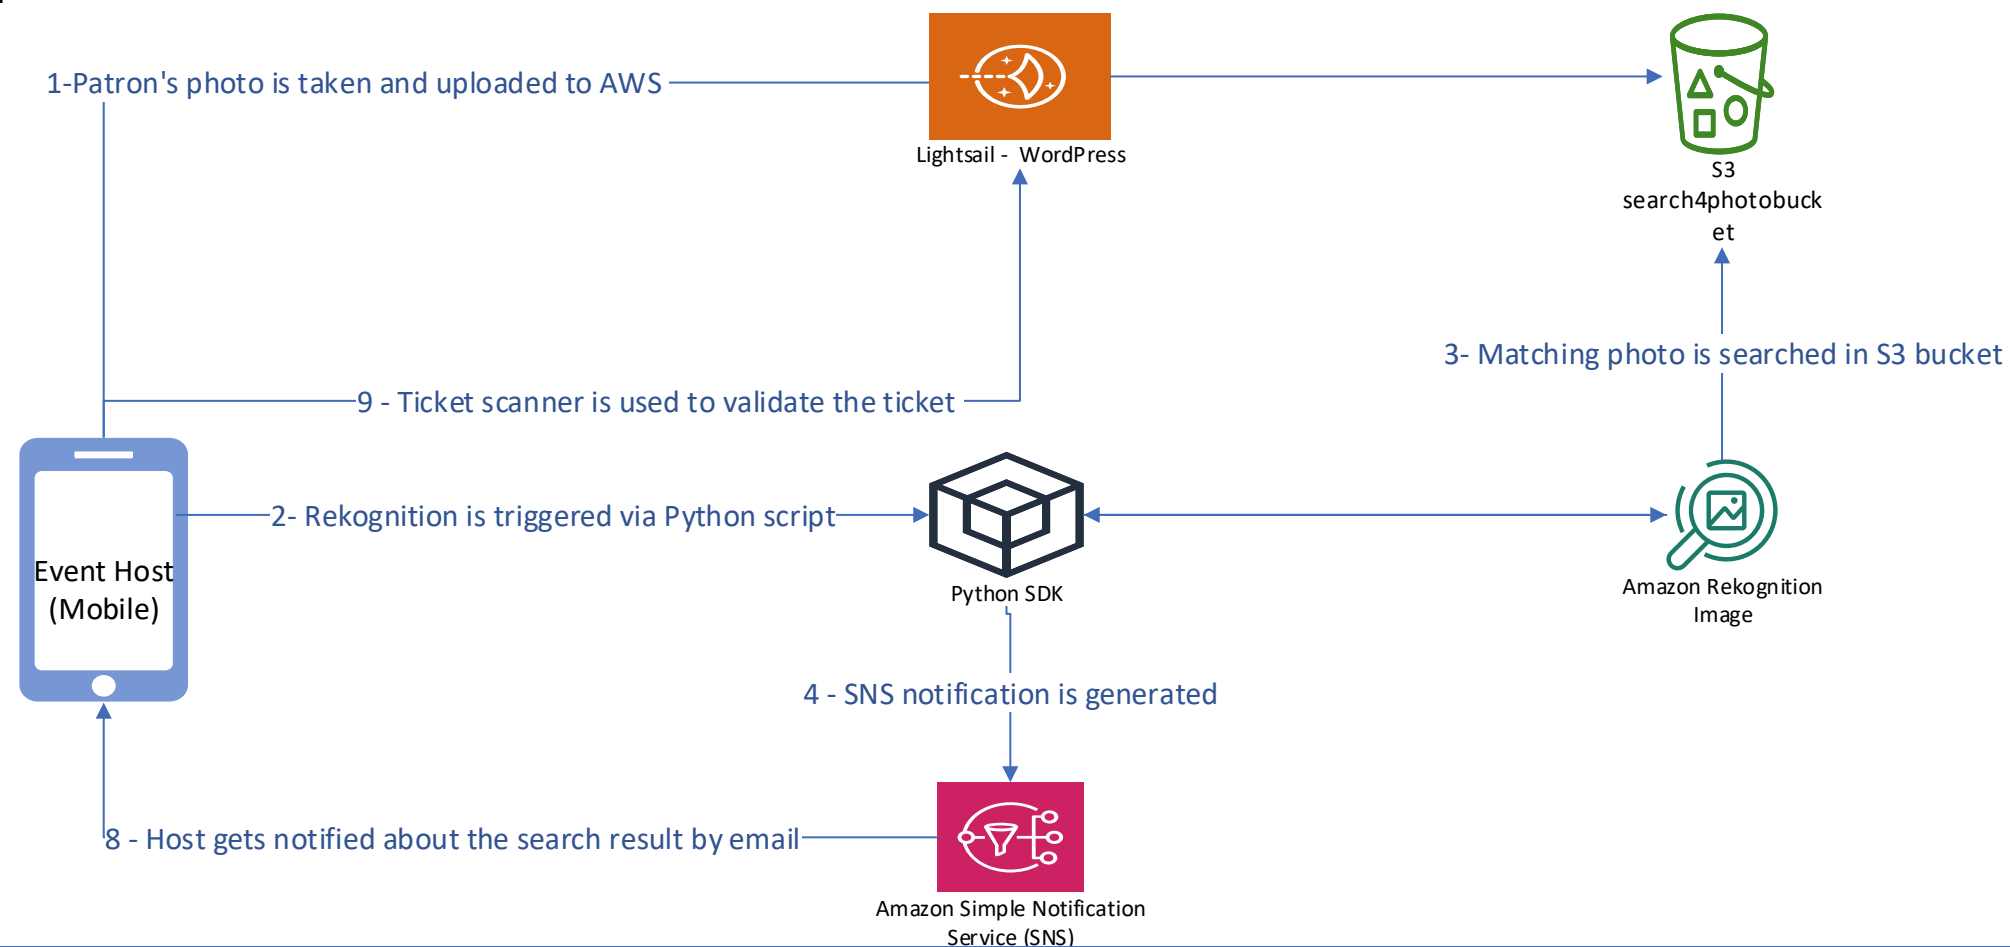 1-Patron's photo is taken and uploaded to AWS
Lightsail - WordPress
S3
search4photobuck
et
3- Matching photo is searched in S3 bucket
9 - Ticket scanner is used to validate the ticket
2- Rekognition is triggered via Python script
Event Host
(Mobile)
Python SDK
Amazon Rekognition
Image
4 - SNS notification is generated
8 - Host gets notified about the search result by email
Amazon Simple Notification
Service (SNS)